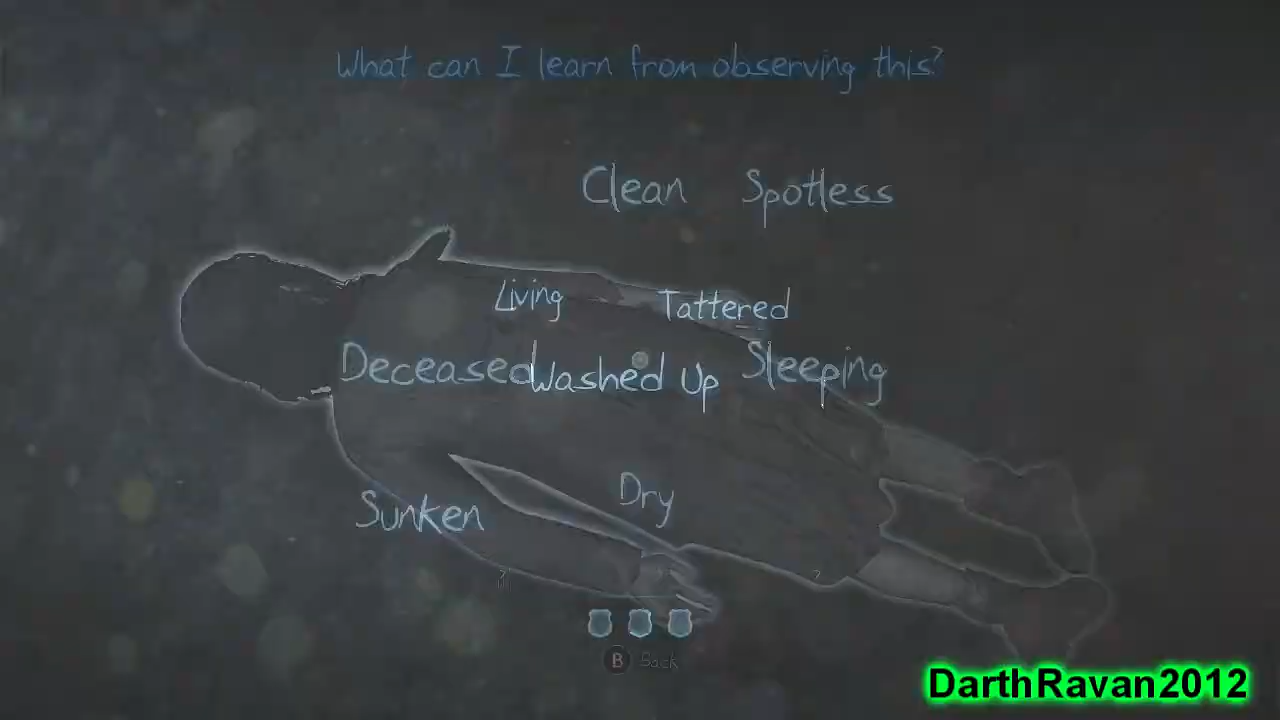 What can I learn from observing this?
Clean Spotless
Living Tattered
Deceased Washed Up Sleeping
Sunken Dry
? ?
B Back
DarthRavan2012